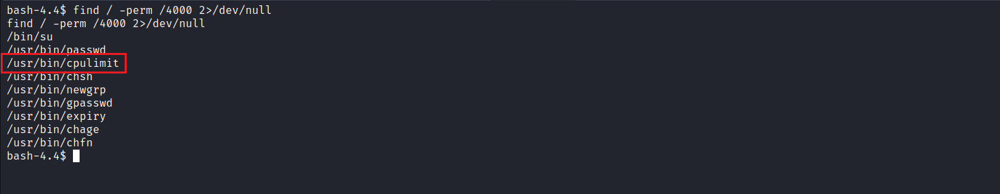 bash-4.4$ find / -perm /4000 2>/dev/null
find / -perm /4000 2>/dev/null
/bin/su
/usr/bin/passwd
/usr/bin/cpulimit
/usr/bin/chsh
/usr/bin/newgrp
/usr/bin/gpasswd
/usr/bin/expiry
/usr/bin/chage
/usr/bin/chfn
bash-4.4$